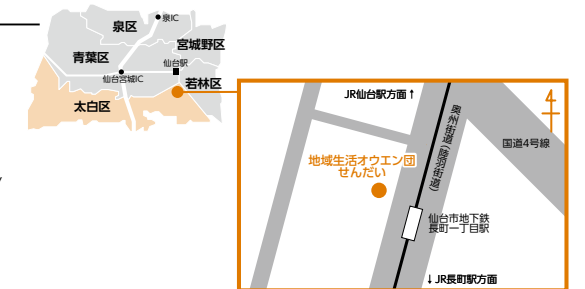 泉区
泉IC
宮城野区
青葉区
仙台駅
仙台宮城IC
若林区
太白区
JR仙台駅方面↑
奥州街道(陸羽街道)
4
国道4号線
地域生活オウエン団
せんだい
仙台市地下鉄
長町一丁目駅
↓JR長町駅方面